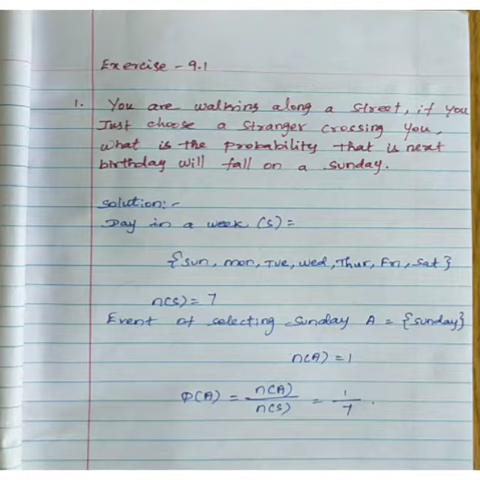 Exercise - 9.1
1. You are walking along a street, if you
Just choose a stranger crossing you,
what is the probability that is next
birthday will fall on a sunday.
solution:-
Day in a week (s) =
{sun, mon, Tue, wed, Thur, Fri, Sat}
n(s) = 7
Event of selecting sunday A = {sunday}
n(A) = 1
P(A) = n(A)/n(s) = 1/7.